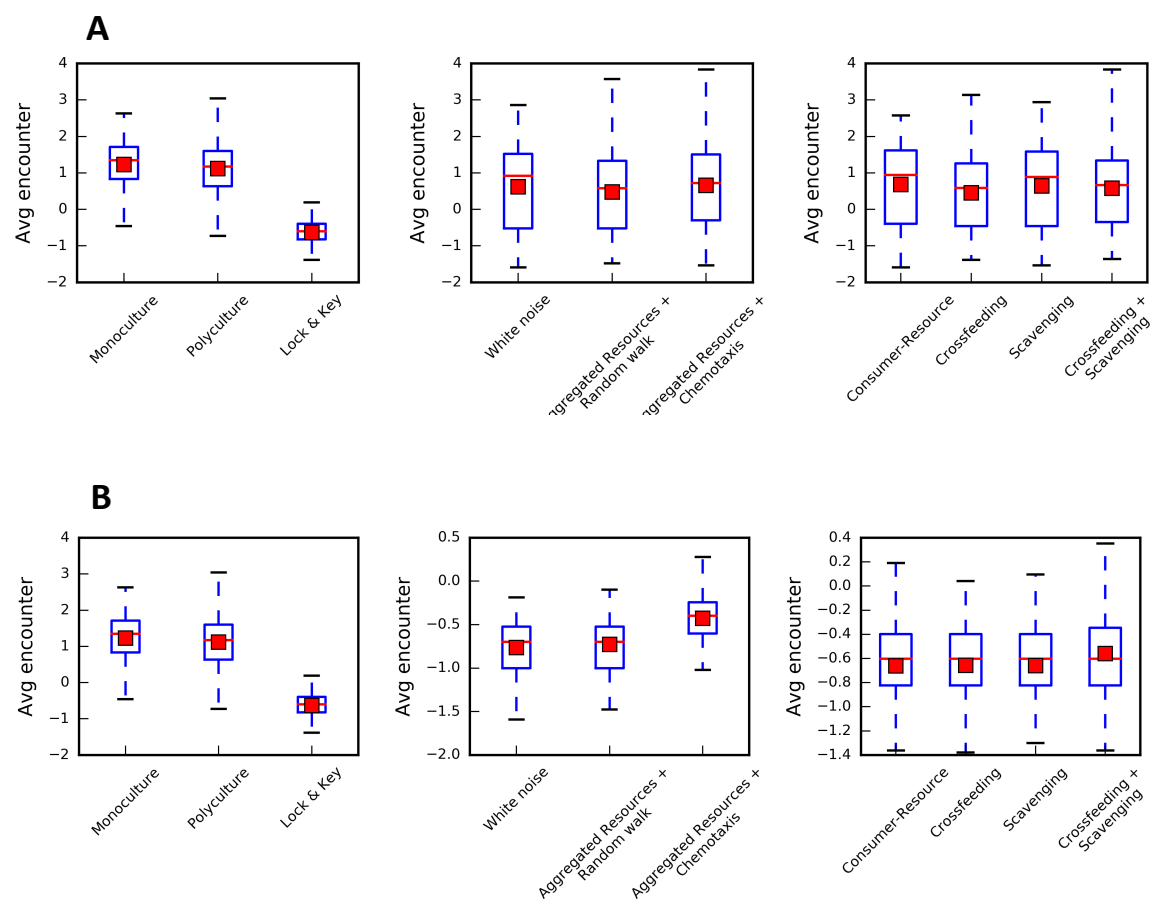 A
4
3
2
1
0
−1
−2
Avg encounter
Monoculture
Polyculture
Lock & Key
4
3
2
1
0
−1
−2
Avg encounter
White noise
ggregated Resources +
Random walk
ggregated Resources +
Chemotaxis
4
3
2
1
0
−1
−2
Avg encounter
Consumer-Resource
Crossfeeding
Scavenging
Crossfeeding +
Scavenging
B
4
3
2
1
0
−1
−2
Avg encounter
Monoculture
Polyculture
Lock & Key
0.5
0.0
−0.5
−1.0
−1.5
−2.0
Avg encounter
White noise
Aggregated Resources +
Random walk
Aggregated Resources +
Chemotaxis
0.4
0.2
0.0
−0.2
−0.4
−0.6
−0.8
−1.0
−1.2
−1.4
Avg encounter
Consumer-Resource
Crossfeeding
Scavenging
Crossfeeding +
Scavenging